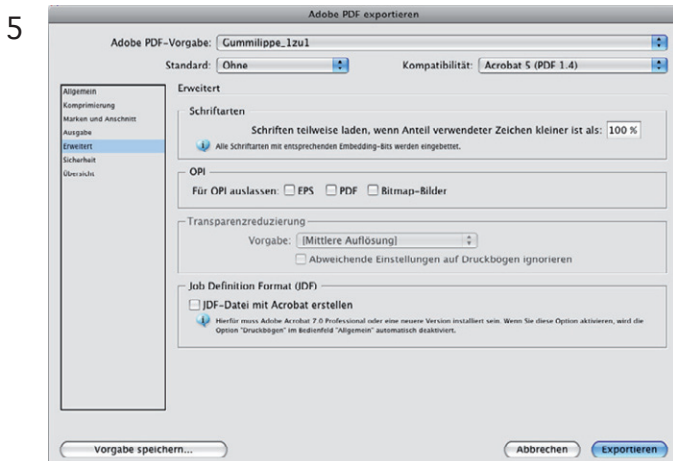 5
Adobe PDF exportieren
Adobe PDF-Vorgabe: Gummilippe_1zu1
Standard: Ohne Kompatibilität: Acrobat 5 (PDF 1.4)
Allgemein
Komprimierung
Marken und Anschnitt
Ausgabe
Erweitert
Sicherheit
Übersicht
Erweitert
Schriftarten
Schriften teilweise laden, wenn Anteil verwendeter Zeichen kleiner ist als: 100 %
Alle Schriftarten mit entsprechenden Embedding-Bits werden eingebettet.
OPI
Für OPI auslassen: EPS PDF Bitmap-Bilder
Transparenzreduzierung
Vorgabe: [Mittlere Auflösung]
Abweichende Einstellungen auf Druckbögen ignorieren
Job Definition Format (JDF)
JDF-Datei mit Acrobat erstellen
Hierfür muss Adobe Acrobat 7.0 Professional oder eine neuere Version installiert sein. Wenn Sie diese Option aktivieren, wird die
Option "Druckbögen" im Bedienfeld "Allgemein" automatisch deaktiviert.
Vorgabe speichern... Abbrechen Exportieren